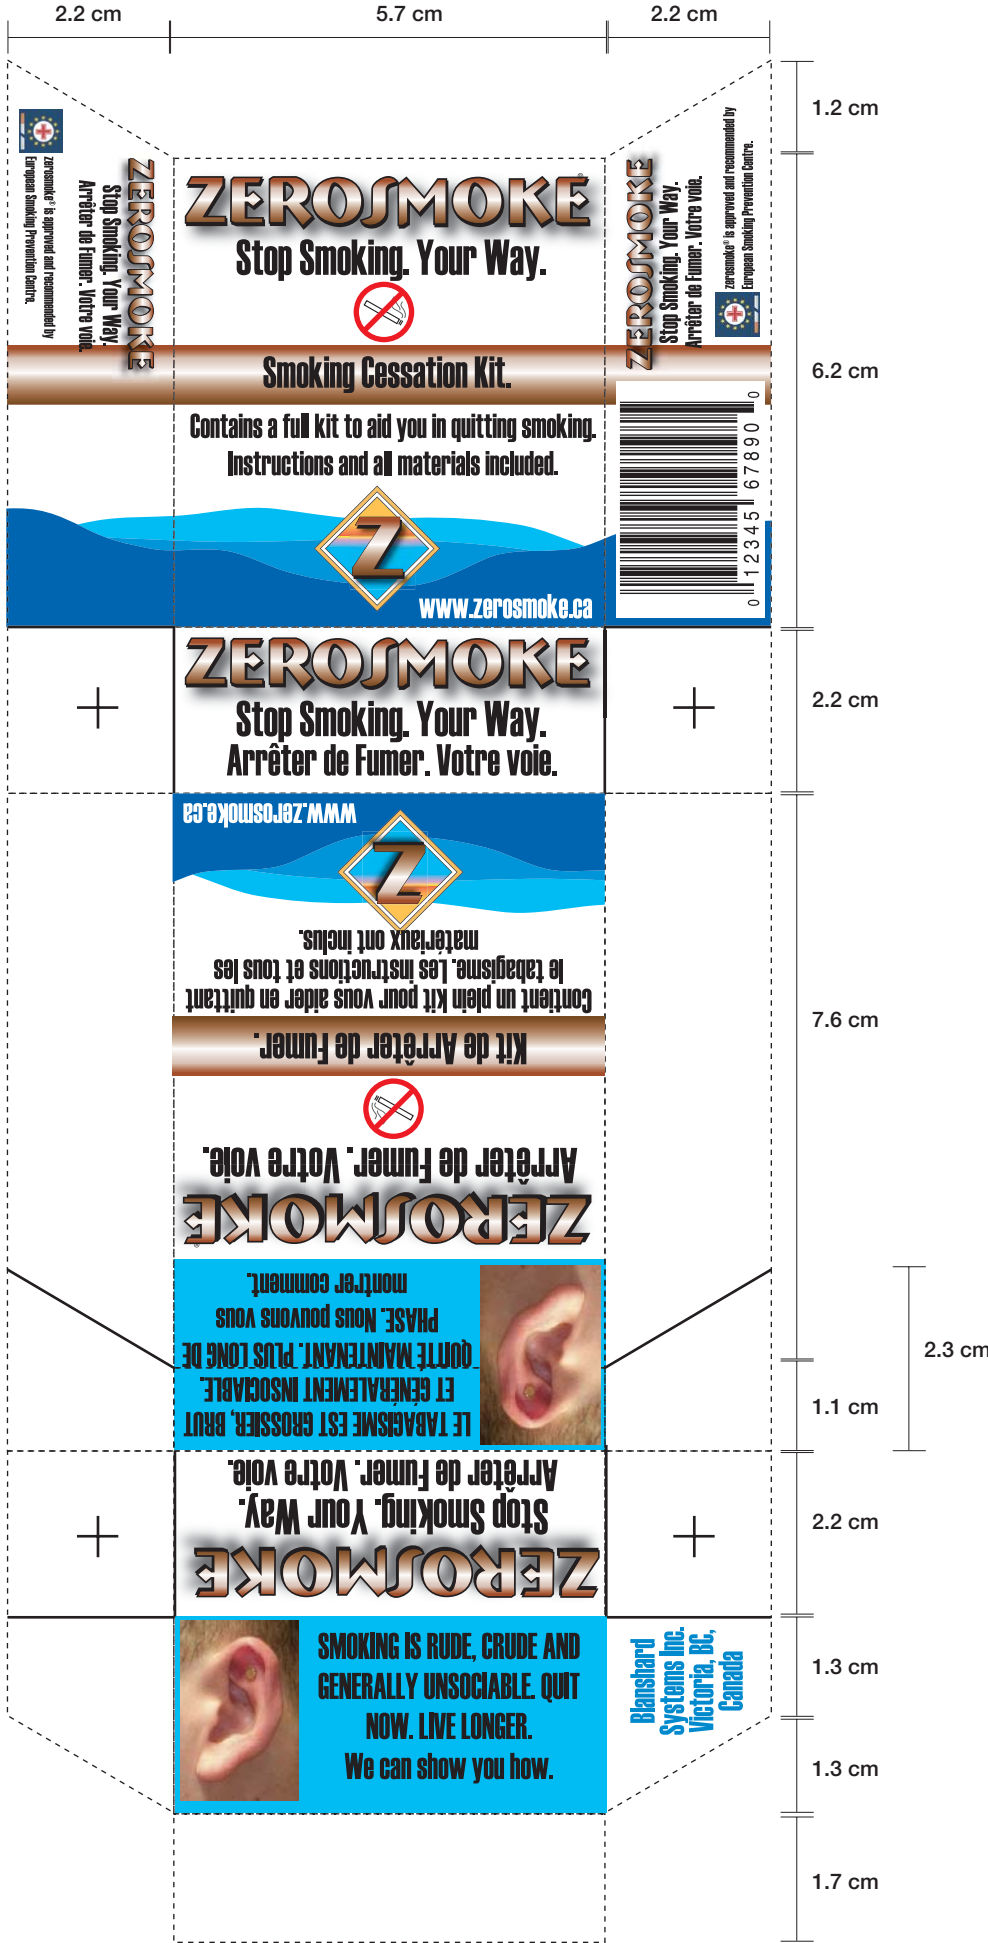 2.2 cm
5.7 cm
2.2 cm
1.2 cm
6.2 cm
2.2 cm
7.6 cm
2.3 cm
1.1 cm
2.2 cm
1.3 cm
1.3 cm
1.7 cm
ZEROSMOKE
Stop Smoking. Your Way.
Arrêter de Fumer. Votre voie.
zerosmoke® is approved and recommended by
European Smoking Prevention Centre.
ZEROSMOKE®
Stop Smoking. Your Way.
Smoking Cessation Kit.
Contains a full kit to aid you in quitting smoking.
Instructions and all materials included.
Z
www.zerosmoke.ca
ZEROSMOKE
Stop Smoking. Your Way.
Arrêter de Fumer. Votre voie.
zerosmoke® is approved and recommended by
European Smoking Prevention Centre.
0 12345 67890 0
ZEROSMOKE
Stop Smoking. Your Way.
Arrêter de Fumer. Votre voie.
ZEROSMOKE®
Arrêter de Fumer. Votre voie.
Kit de Arrêter de Fumer.
Contient un plein kit pour vous aider en quittant
le tabagisme. Les instructions et tous les
matériaux ont inclus.
Z
www.zerosmoke.ca
LE TABAGISME EST GROSSIER, BRUT
ET GÉNÉRALEMENT INSOCIABLE.
QUITTÉ MAINTENANT. PLUS LONG DE
PHASE. Nous pouvons vous
montrer comment.
ZEROSMOKE
Stop Smoking. Your Way.
Arrêter de Fumer. Votre voie.
SMOKING IS RUDE, CRUDE AND
GENERALLY UNSOCIABLE. QUIT
NOW. LIVE LONGER.
We can show you how.
Blanshard
Systems Inc.
Victoria, BC,
Canada